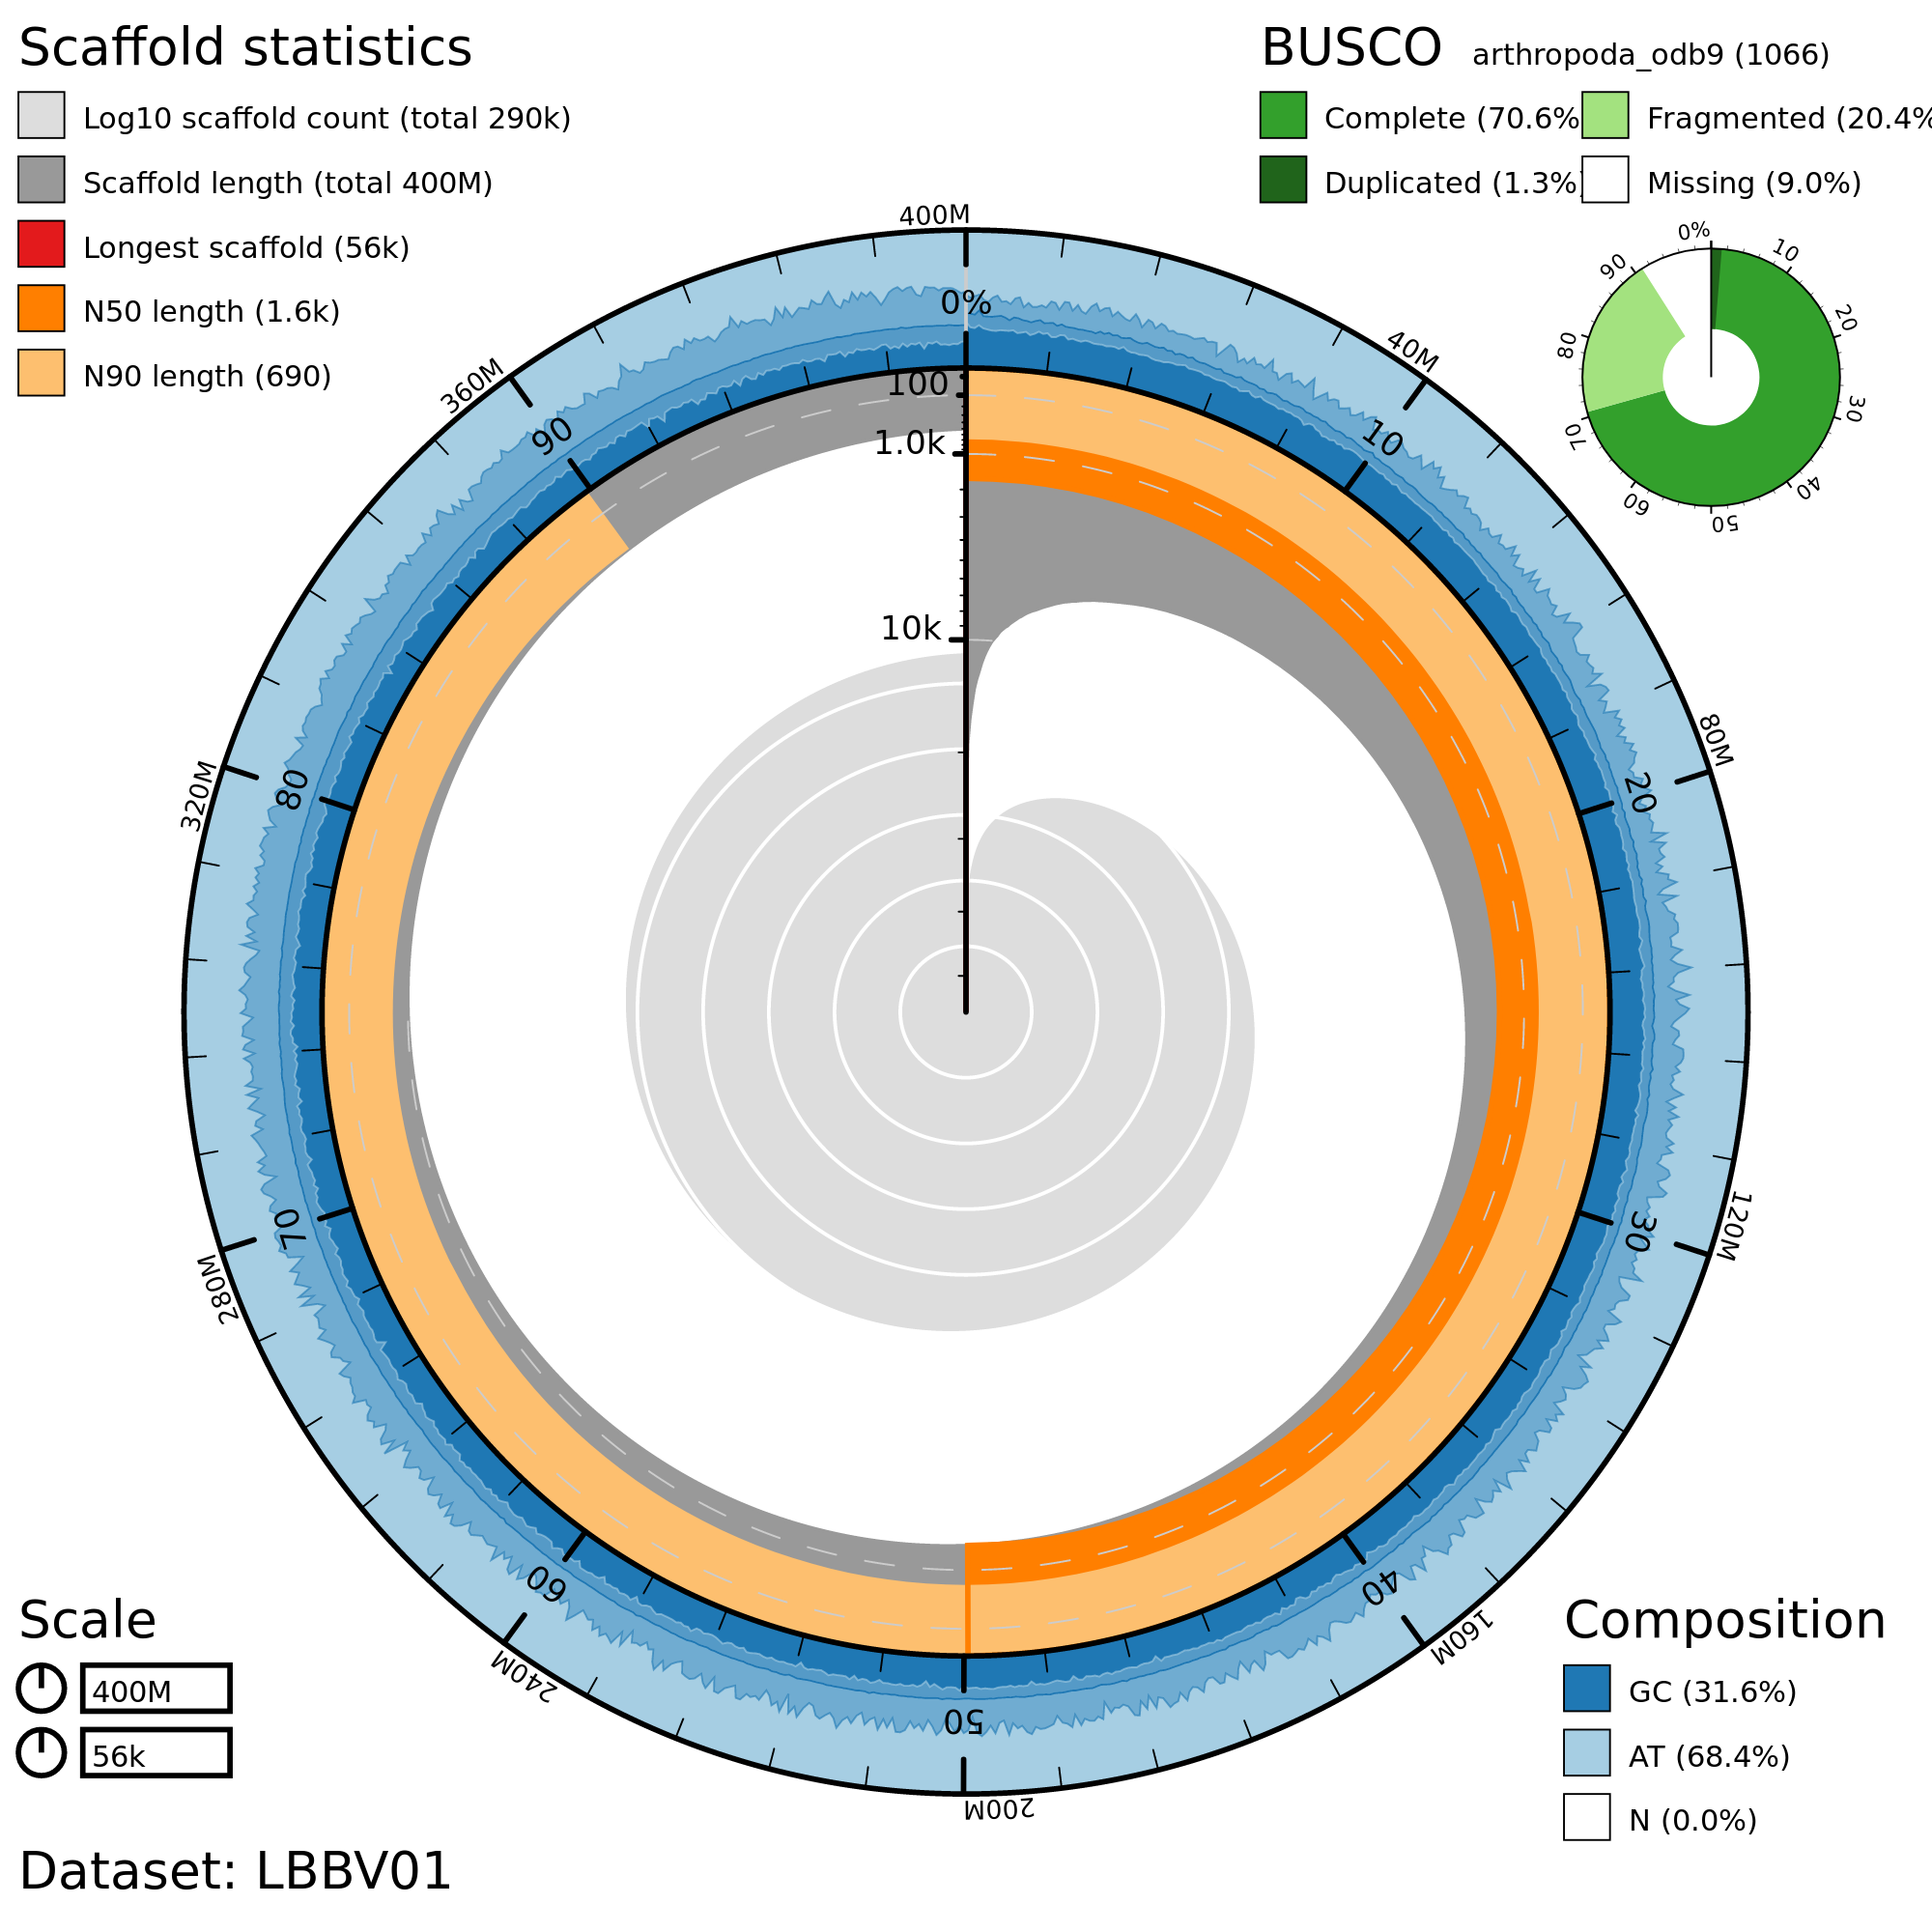 Scaffold statistics
Log10 scaffold count (total 290k)
Scaffold length (total 400M)
Longest scaffold (56k)
N50 length (1.6k)
N90 length (690)
BUSCO arthropoda_odb9 (1066)
Complete (70.6%
Fragmented (20.4%
Duplicated (1.3%)
Missing (9.0%)
0%
10
20
30
40
50
60
70
80
90
400M
40M
80M
120M
160M
200M
240M
280M
320M
360M
0%
10
20
30
40
50
60
70
80
90
100
1.0k
10k
Scale
400M
56k
Composition
GC (31.6%)
AT (68.4%)
N (0.0%)
Dataset: LBBV01